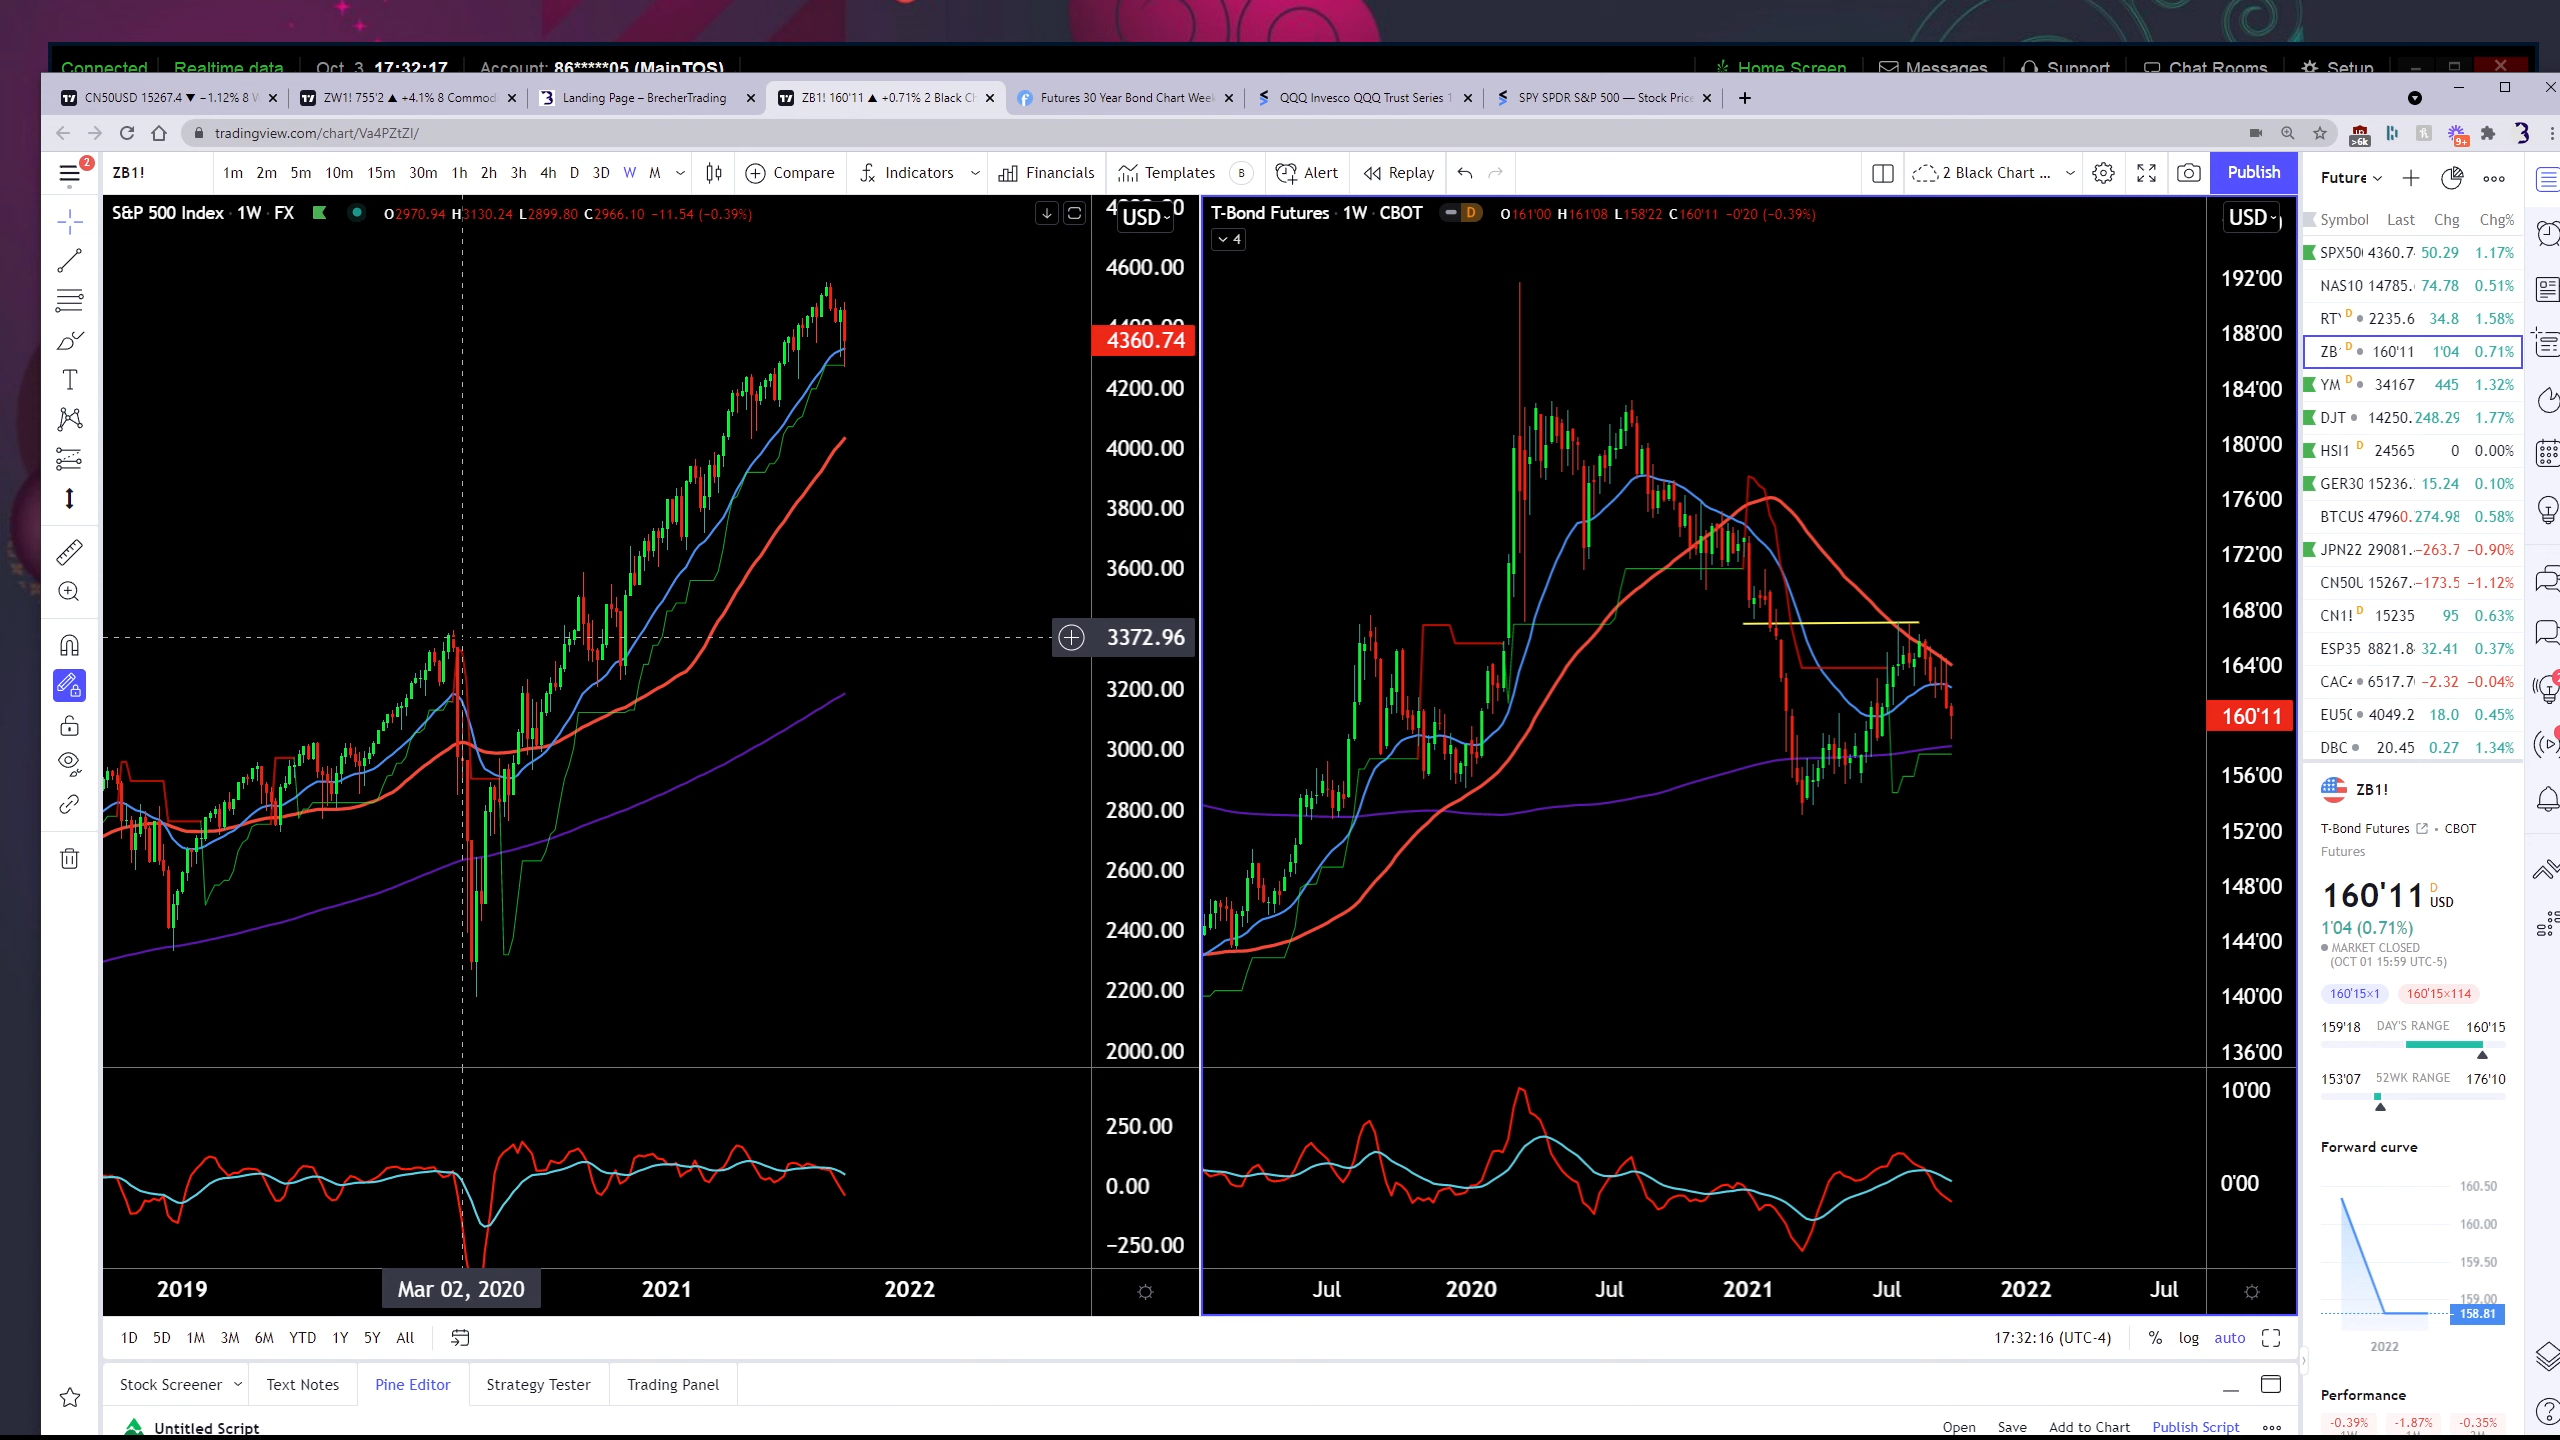 Connected Realtime data Oct 3 17:32:17 Account: 86*****05 (MainTOS) Home Screen Messages Support Chat Rooms Setup
CN50USD 15267.4 ▼ −1.12% 8 ZW1! 755'2 ▲ +4.1% 8 Commod Landing Page – BrecherTrading ZB1! 160'11 ▲ +0.71% 2 Black Ch Futures 30 Year Bond Chart Week QQQ Invesco QQQ Trust Series 1 SPY SPDR S&P 500 — Stock Price
tradingview.com/chart/Va4PZtZI/ >6k 9+
2 ZB1! 1m 2m 5m 10m 15m 30m 1h 2h 3h 4h D 3D W M Compare Indicators Financials Templates B Alert Replay 2 Black Chart ... Publish
S&P 500 Index · 1W · FX O2970.94 H3130.24 L2899.80 C2966.10 −11.54 (−0.39%) USD
T-Bond Futures · 1W · CBOT D O161'00 H161'08 L158'22 C160'11 −0'20 (−0.39%) USD
4
4600.00
4360.74
4200.00
4000.00
3800.00
3600.00
3372.96
3200.00
3000.00
2800.00
2600.00
2400.00
2200.00
2000.00
250.00
0.00
−250.00
2019 Mar 02, 2020 2021 2022
192'00
188'00
184'00
180'00
176'00
172'00
168'00
164'00
160'11
156'00
152'00
148'00
144'00
140'00
136'00
10'00
0'00
Jul 2020 Jul 2021 Jul 2022 Jul
1D 5D 1M 3M 6M YTD 1Y 5Y All 17:32:16 (UTC-4) % log auto
Stock Screener Text Notes Pine Editor Strategy Tester Trading Panel
Untitled Script Open Save Add to Chart Publish Script
Future
Symbol Last Chg Chg%
SPX50 4360.74 50.29 1.17%
NAS10 14785. 74.78 0.51%
RTY D 2235.6 34.8 1.58%
ZB D 160'11 1'04 0.71%
YM D 34167 445 1.32%
DJT 14250. 248.29 1.77%
HSI1 D 24565 0 0.00%
GER30 15236. 15.24 0.10%
BTCUS 47960. 274.98 0.58%
JPN22 29081. −263.7 −0.90%
CN50U 15267. −173.5 −1.12%
CN1! D 15235 95 0.63%
ESP35 8821.8 32.41 0.37%
CAC4 6517.7 −2.32 −0.04%
EU50 4049.2 18.0 0.45%
DBC 20.45 0.27 1.34%
ZB1!
T-Bond Futures · CBOT
Futures
160'11 D USD
1'04 (0.71%)
MARKET CLOSED
(OCT 01 15:59 UTC-5)
160'15×1 160'15×114
159'18 DAY'S RANGE 160'15
153'07 52WK RANGE 176'10
Forward curve
160.50
160.00
159.50
159.00
158.81
2022
Performance
-0.39% -1.87% -0.35%